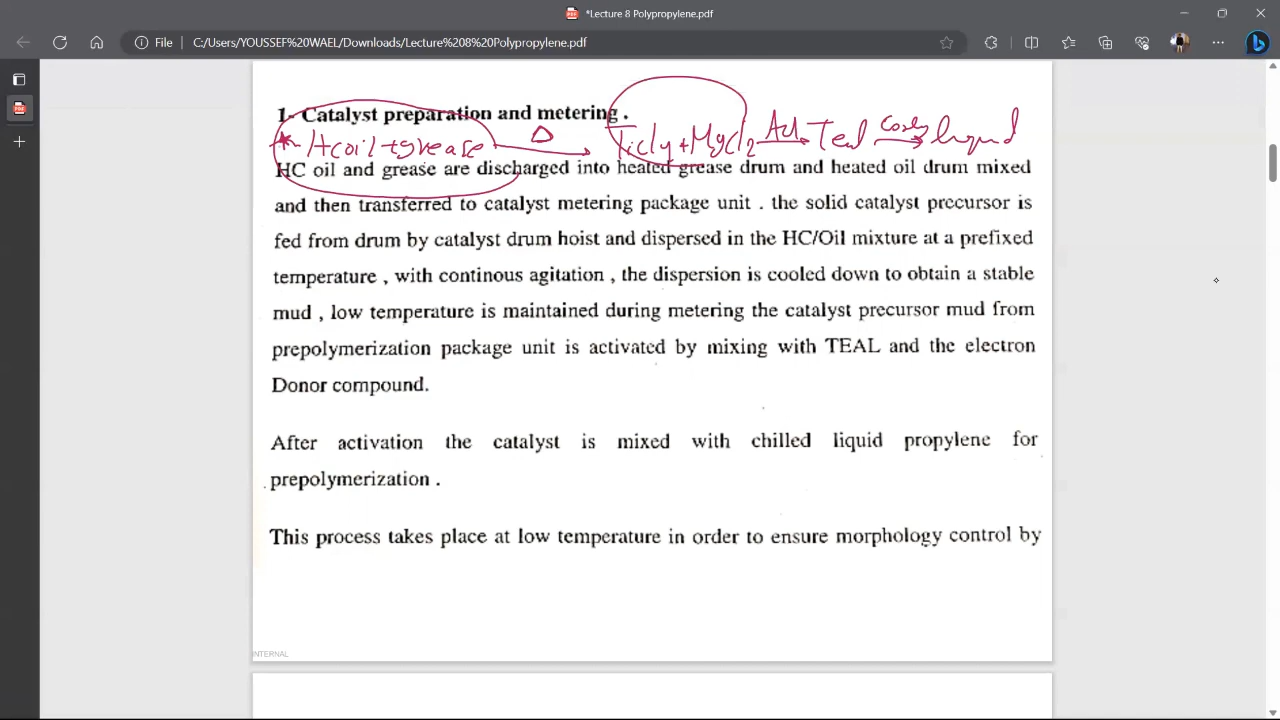 *Lecture 8 Polypropylene.pdf
File C:/Users/YOUSSEF%20WAEL/Downloads/Lecture%208%20Polypropylene.pdf
1- Catalyst preparation and metering .
* Hcoil + grease Δ TiCl4 + MgCl2 Act Teal liquid
HC oil and grease are discharged into heated grease drum and heated oil drum mixed
and then transferred to catalyst metering package unit . the solid catalyst precursor is
fed from drum by catalyst drum hoist and dispersed in the HC/Oil mixture at a prefixed
temperature , with continous agitation , the dispersion is cooled down to obtain a stable
mud , low temperature is maintained during metering the catalyst precursor mud from
prepolymerization package unit is activated by mixing with TEAL and the electron
Donor compound.
After activation the catalyst is mixed with chilled liquid propylene for
prepolymerization .
This process takes place at low temperature in order to ensure morphology control by
INTERNAL